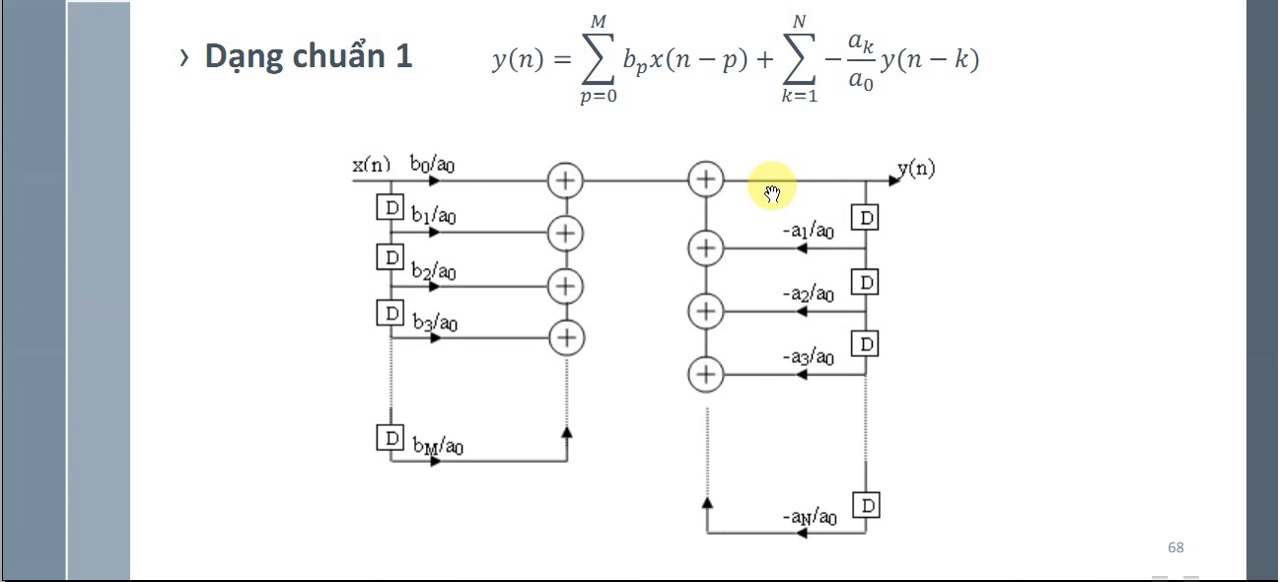 › Dạng chuẩn 1
y(n) = ∑_{p=0}^{M} b_p x(n − p) + ∑_{k=1}^{N} − \frac{a_k}{a_0} y(n − k)
x(n) b₀/a₀ + + y(n)
D D
b₁/a₀ + -a₁/a₀ +
D D
b₂/a₀ + -a₂/a₀ +
D D
b₃/a₀ + -a₃/a₀ +
D b_M/a₀
D
-a_N/a₀
68